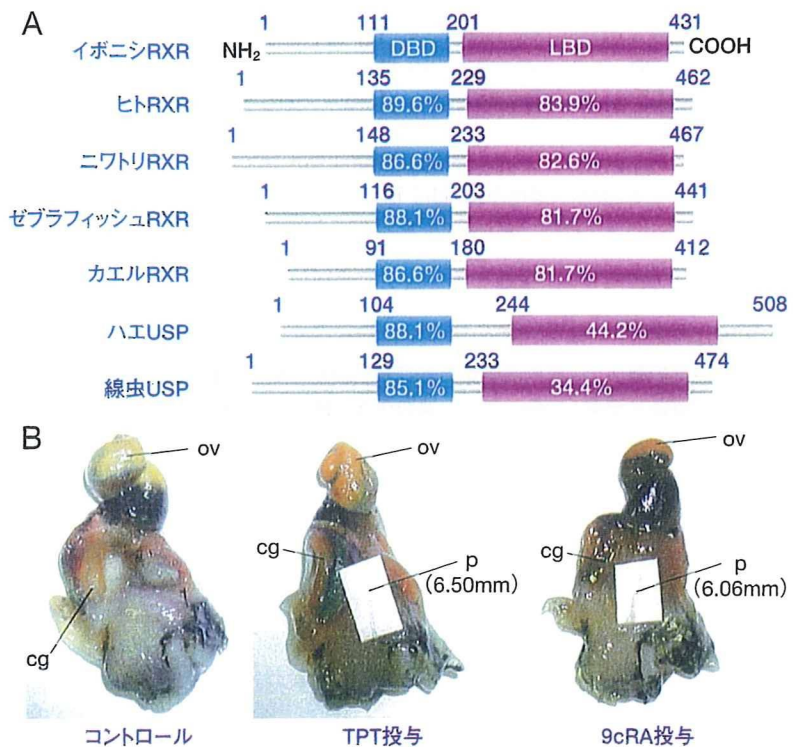 A
1 111 201 431
イボニシRXR NH₂ DBD LBD COOH
1 135 229 462
ヒトRXR 89.6% 83.9%
1 148 233 467
ニワトリRXR 86.6% 82.6%
1 116 203 441
ゼブラフィッシュRXR 88.1% 81.7%
1 91 180 412
カエルRXR 86.6% 81.7%
1 104 244 508
ハエUSP 88.1% 44.2%
1 129 233 474
線虫USP 85.1% 34.4%
B
ov ov ov
cg cg
p p
(6.50mm) (6.06mm)
cg
コントロール TPT投与 9cRA投与